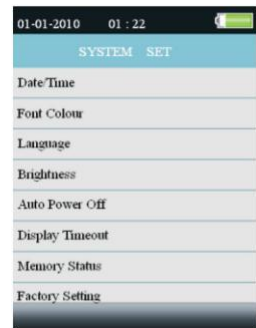 01-01-2010 01 : 22
SYSTEM SET
Date/Time
Font Colour
Language
Brightness
Auto Power Off
Display Timeout
Memory Status
Factory Setting